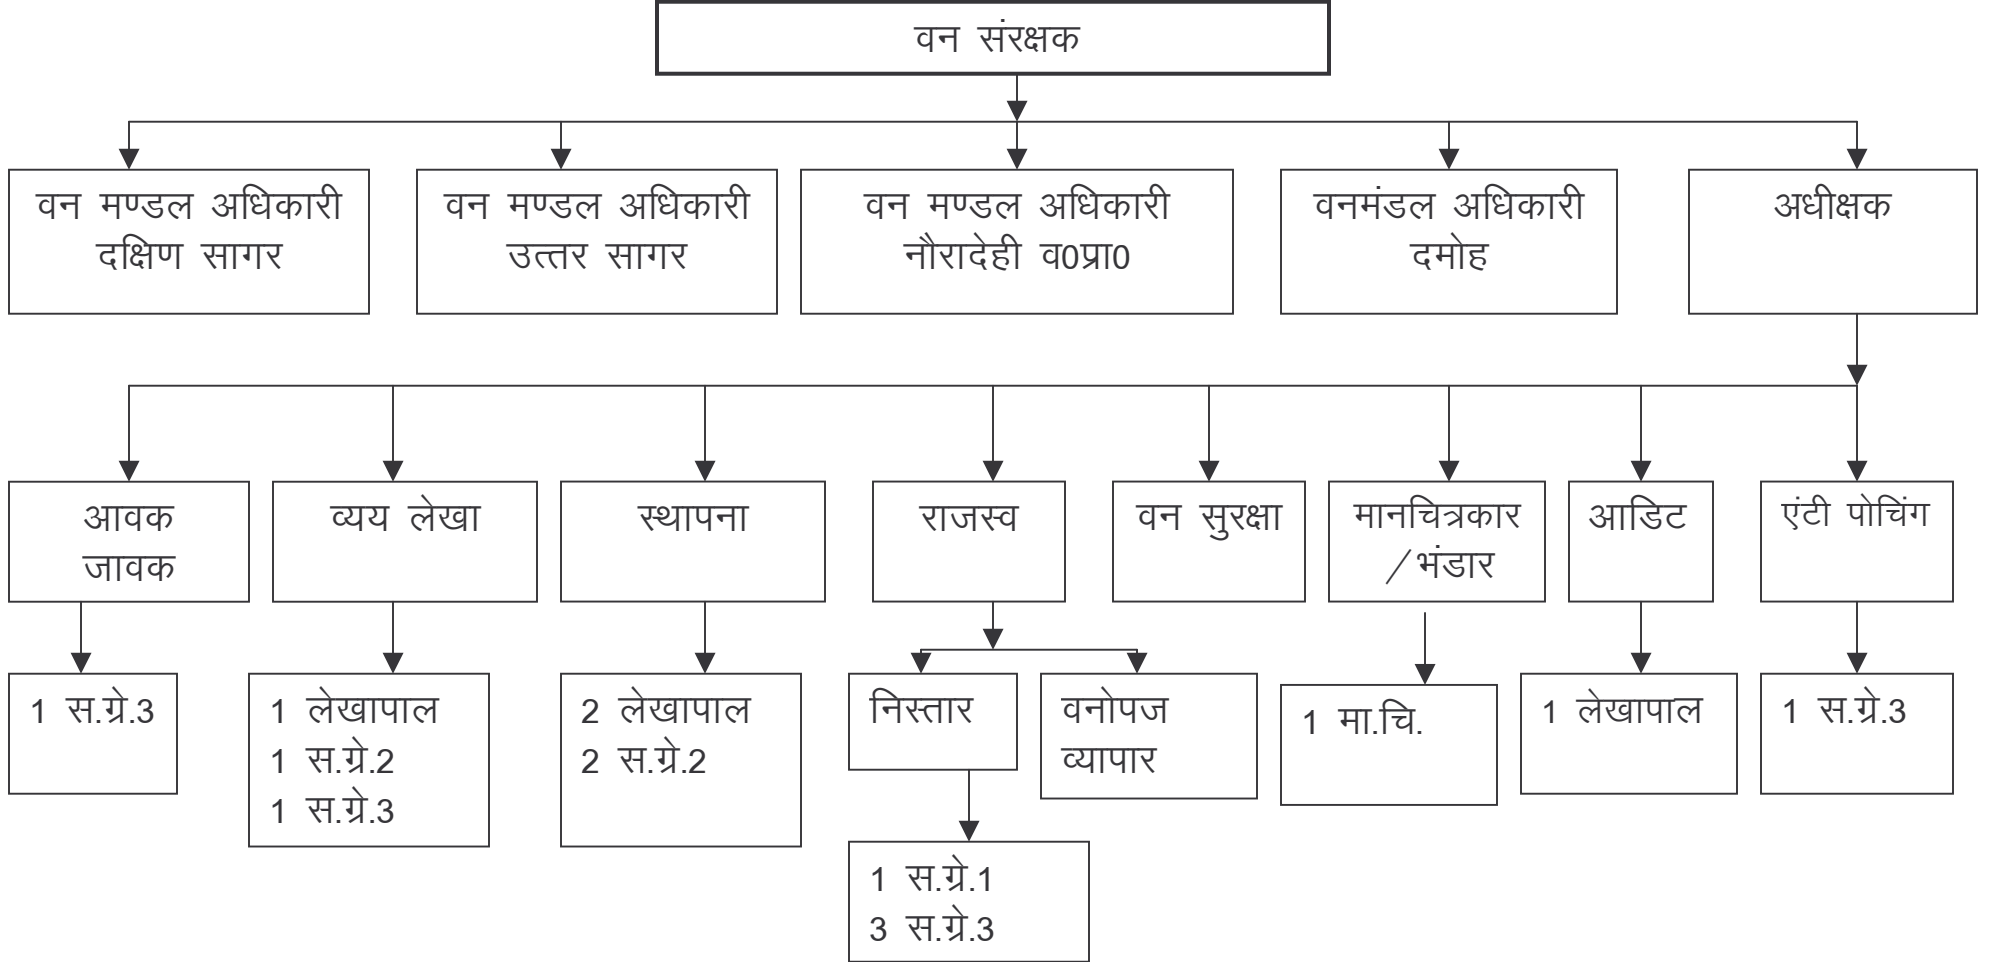 वन संरक्षक
वन मण्डल अधिकारी
दक्षिण सागर
वन मण्डल अधिकारी
उत्तर सागर
वन मण्डल अधिकारी
नौरादेही व0प्रा0
वनमंडल अधिकारी
दमोह
अधीक्षक
आवक
जावक
व्यय लेखा
स्थापना
राजस्व
वन सुरक्षा
मानचित्रकार
/भंडार
आडिट
एंटी पोचिंग
1 स.ग्रे.3
1 लेखापाल
1 स.ग्रे.2
1 स.ग्रे.3
2 लेखापाल
2 स.ग्रे.2
निस्तार
वनोपज
व्यापार
1 मा.चि.
1 लेखापाल
1 स.ग्रे.3
1 स.ग्रे.1
3 स.ग्रे.3